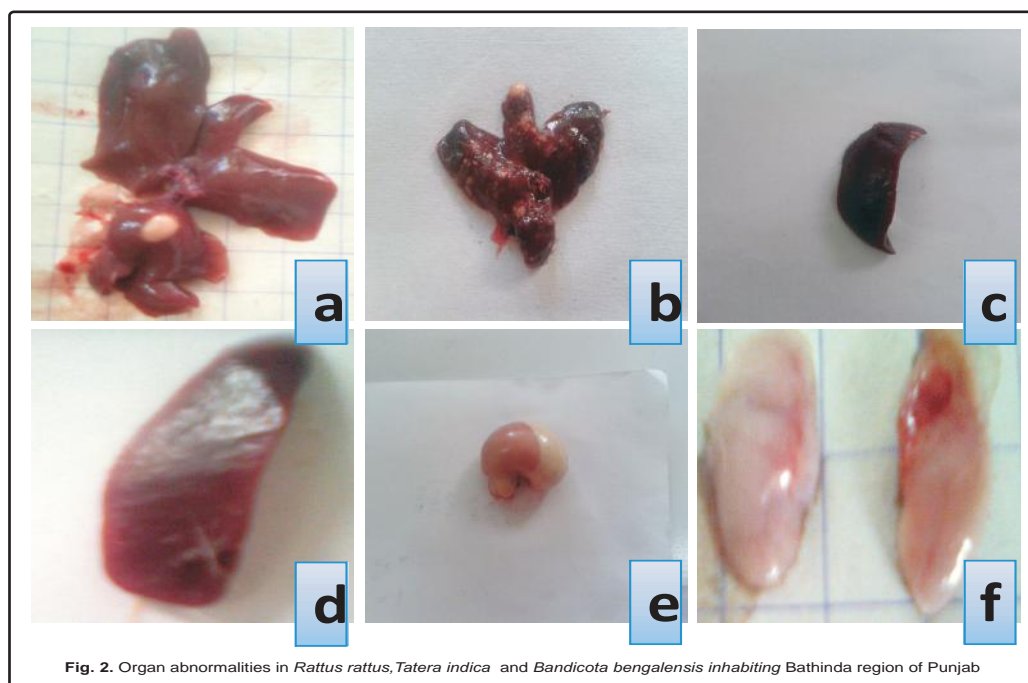 a
b
c
d
e
f
Fig. 2. Organ abnormalities in Rattus rattus,Tatera indica and Bandicota bengalensis inhabiting Bathinda region of Punjab